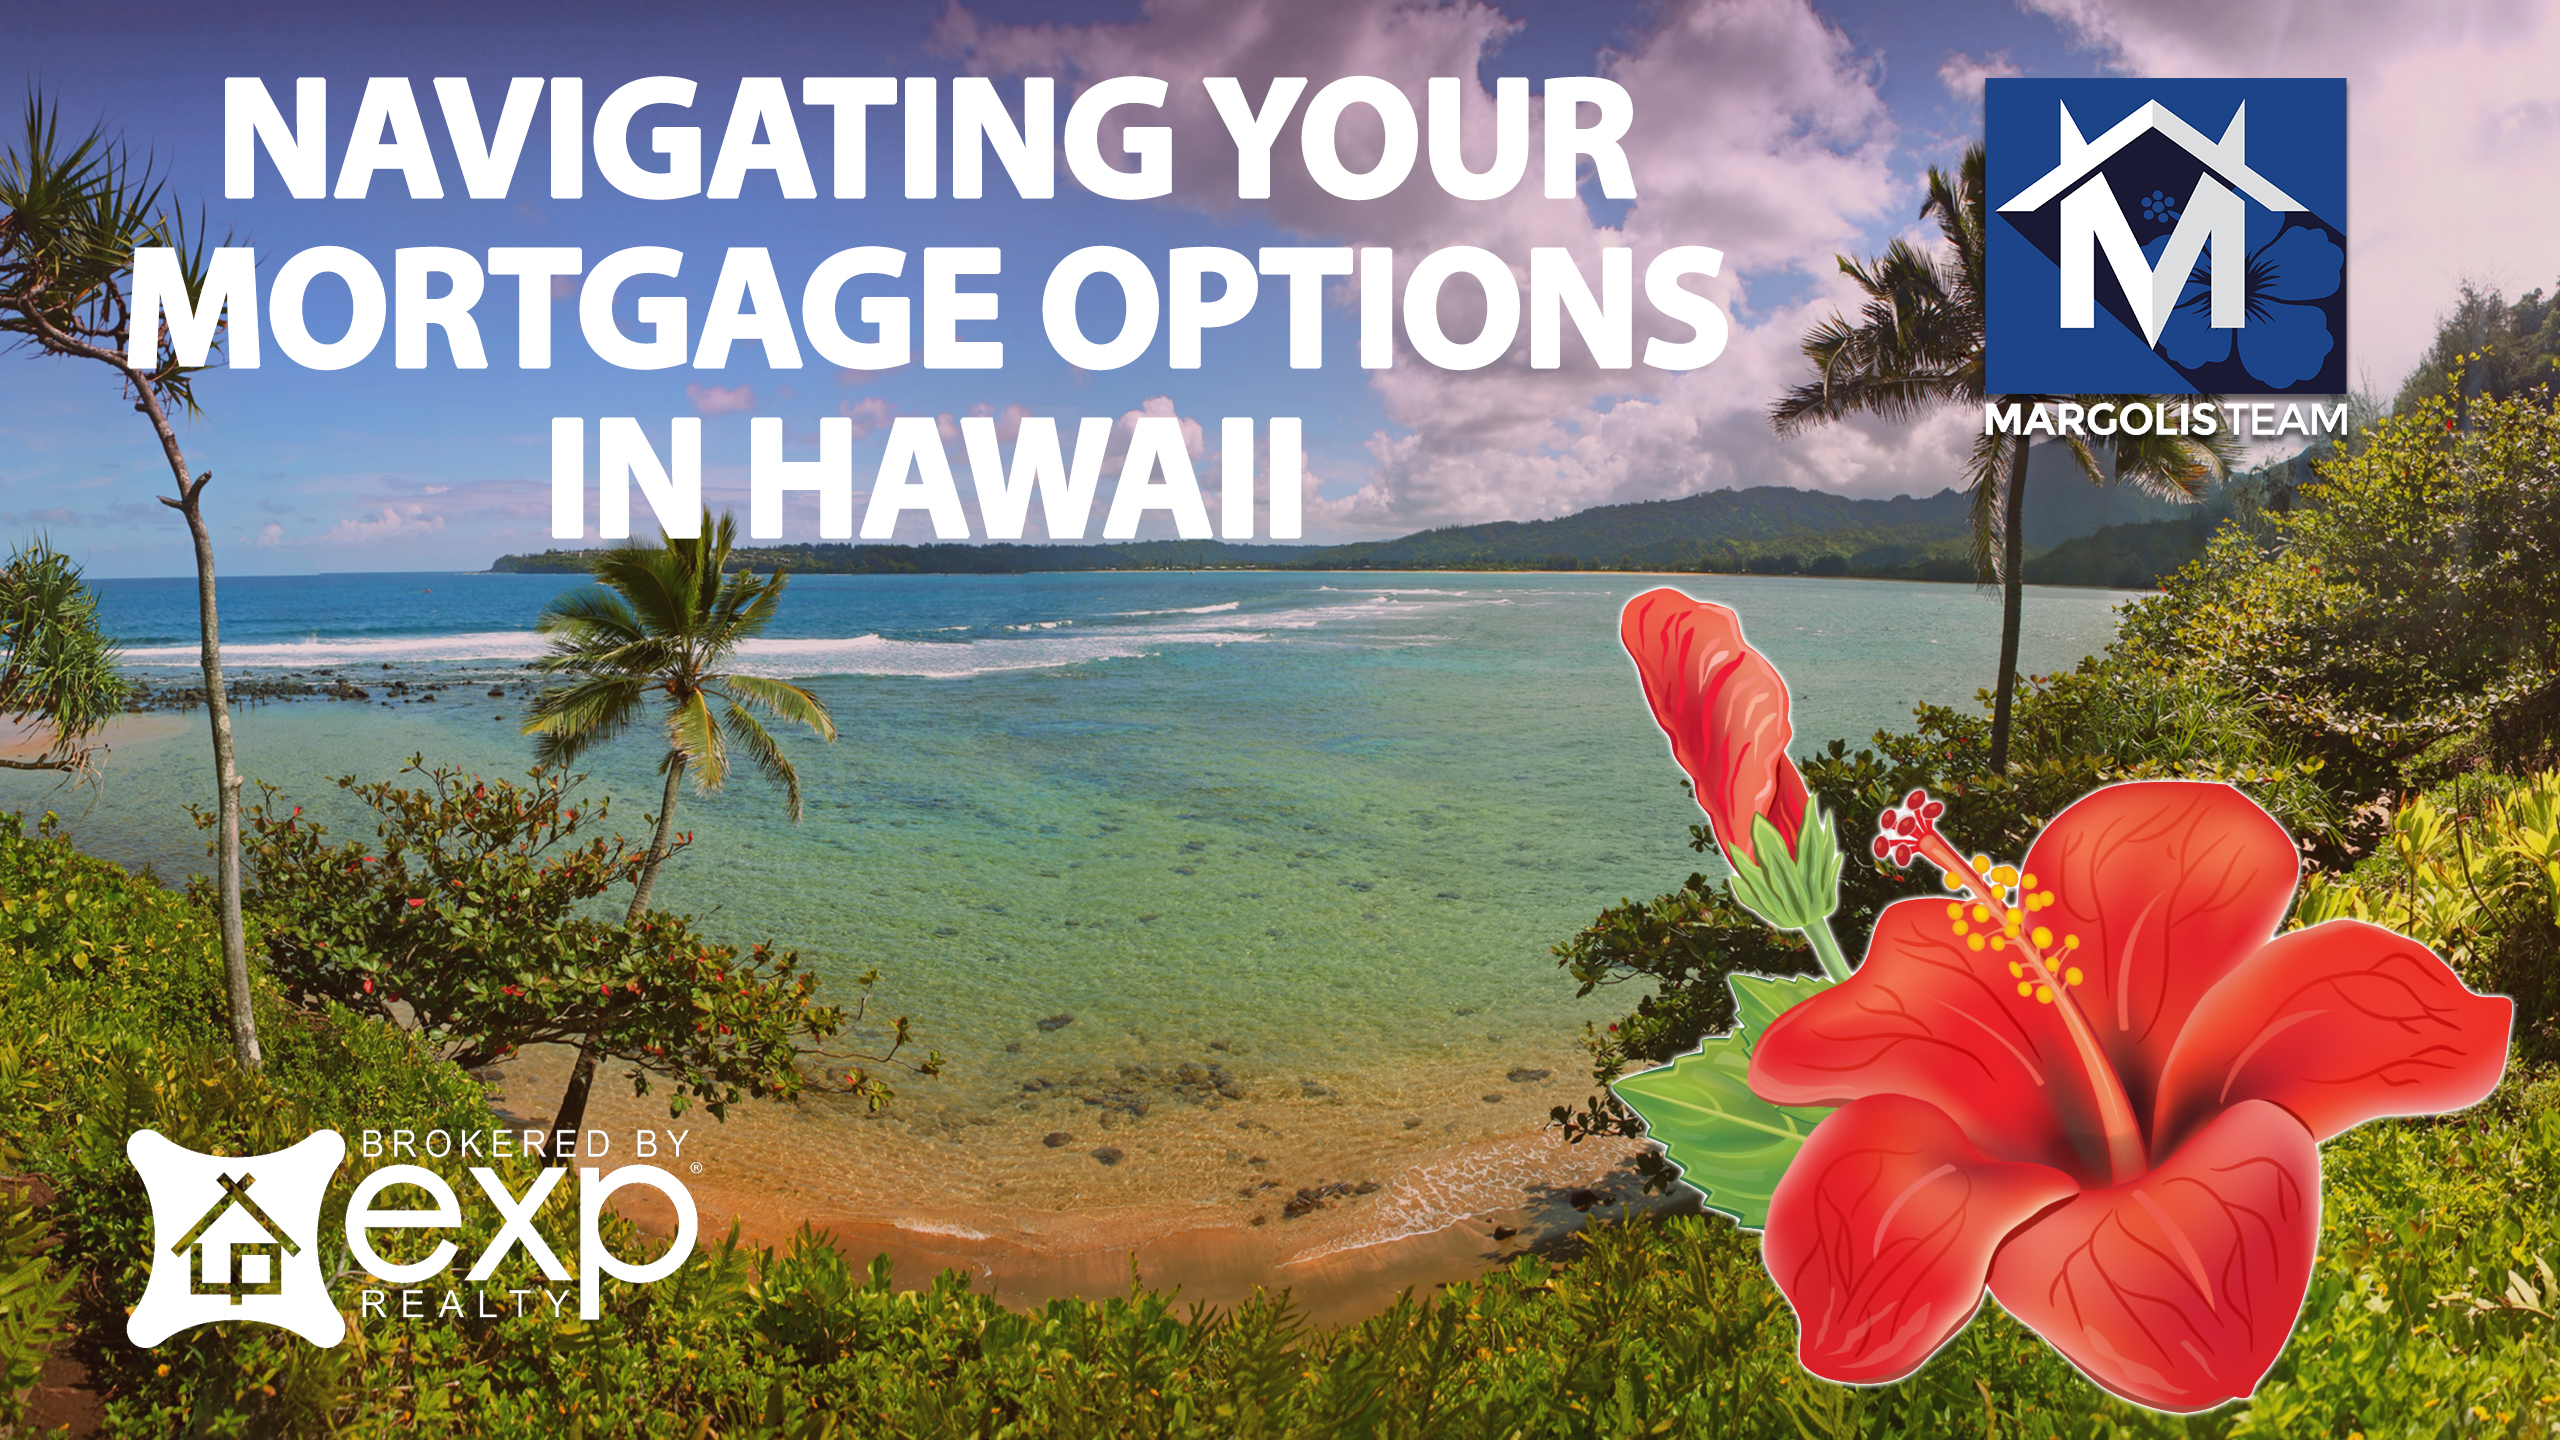 NAVIGATING YOUR
MORTGAGE OPTIONS
IN HAWAII
M
MARGOLIS TEAM
BROKERED BY
exp®
REALTY